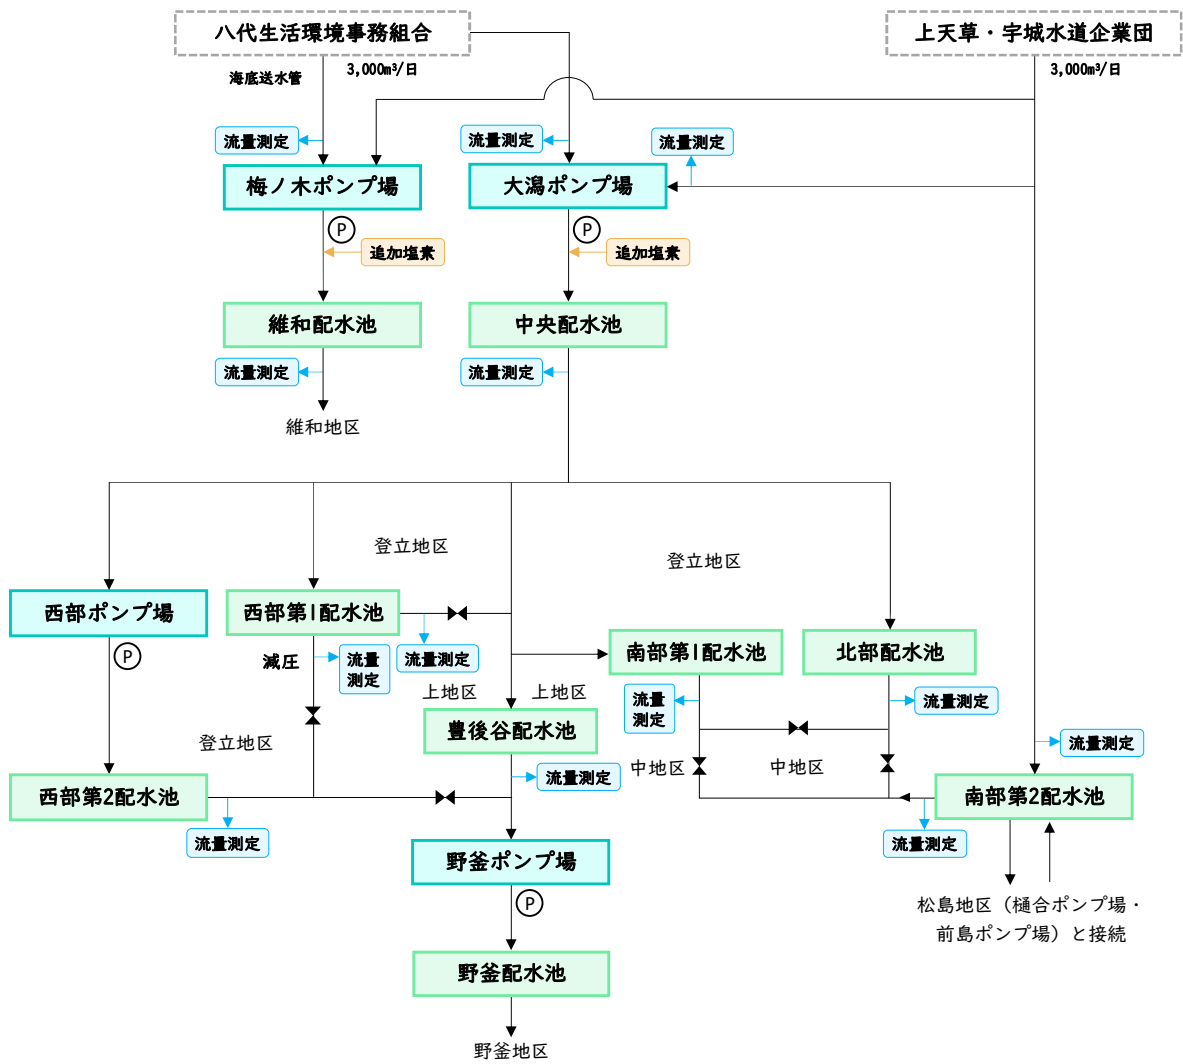 八代生活環境事務組合
上天草・宇城水道企業団
海底送水管
3,000m³/日
3,000m³/日
流量測定
流量測定
流量測定
梅ノ木ポンプ場
大潟ポンプ場
P
P
追加塩素
追加塩素
維和配水池
中央配水池
流量測定
流量測定
維和地区
登立地区
登立地区
西部ポンプ場
西部第1配水池
P
減圧
流量
測定
流量測定
南部第1配水池
北部配水池
上地区
上地区
流量
測定
流量測定
豊後谷配水池
登立地区
流量測定
中地区
中地区
流量測定
西部第2配水池
南部第2配水池
流量測定
流量測定
野釜ポンプ場
P
松島地区（樋合ポンプ場・
前島ポンプ場）と接続
野釜配水池
野釜地区